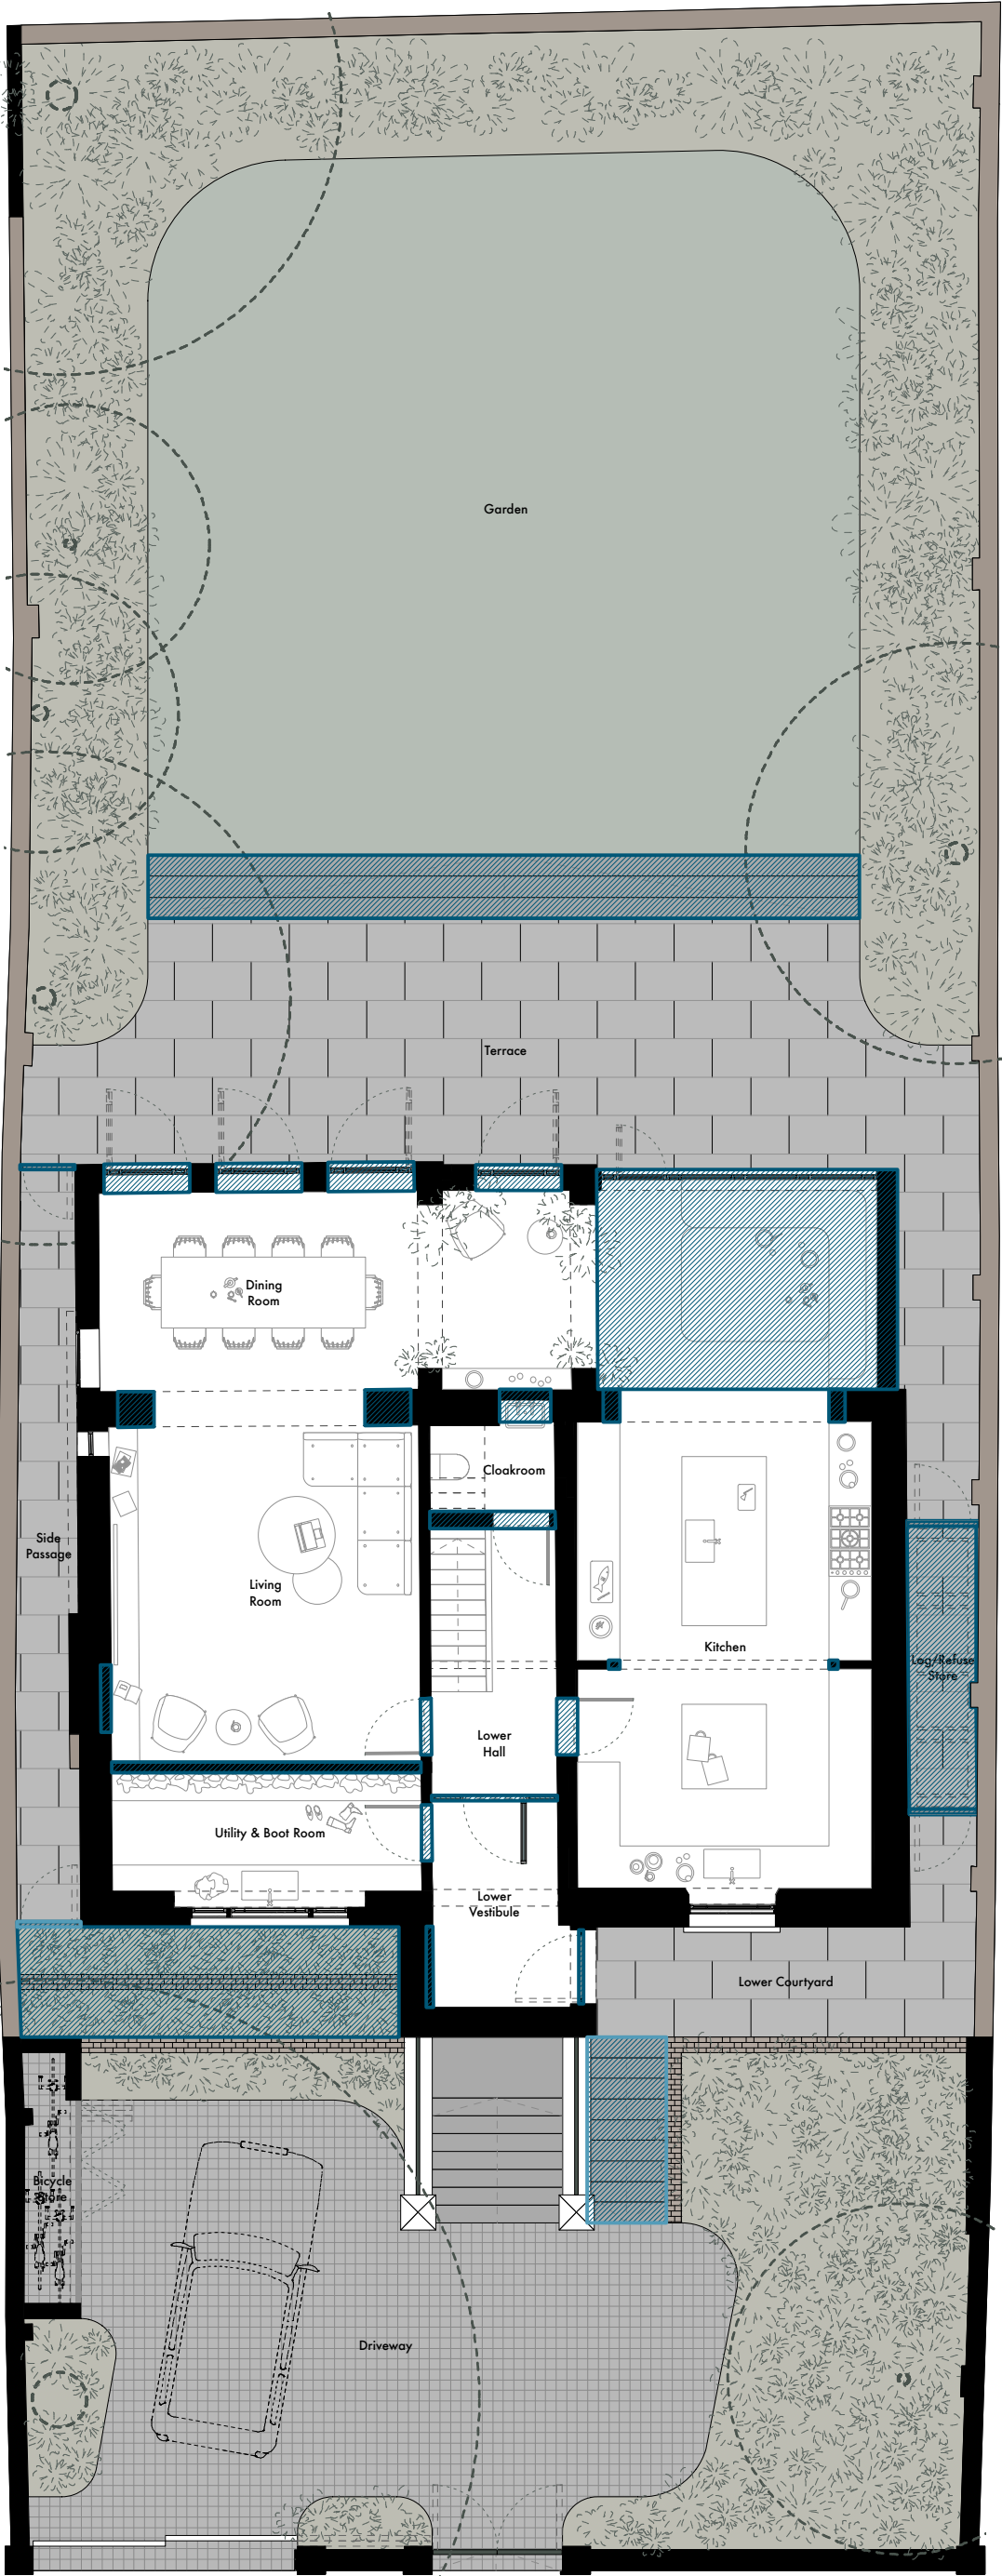 Garden
Terrace
Dining
Room
Cloakroom
Side
Passage
Living
Room
Kitchen
Log/Refuse
Store
Lower
Hall
Utility & Boot Room
Lower
Vestibule
Lower Courtyard
Bicycle
Store
Driveway